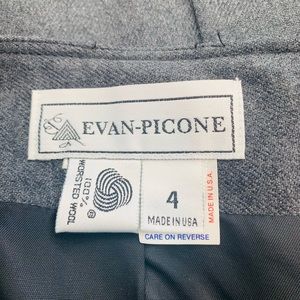 EVAN-PICONE
100%
WORSTED WOOL
®
4
MADE IN USA
MADE IN U.S.A.
CARE ON REVERSE